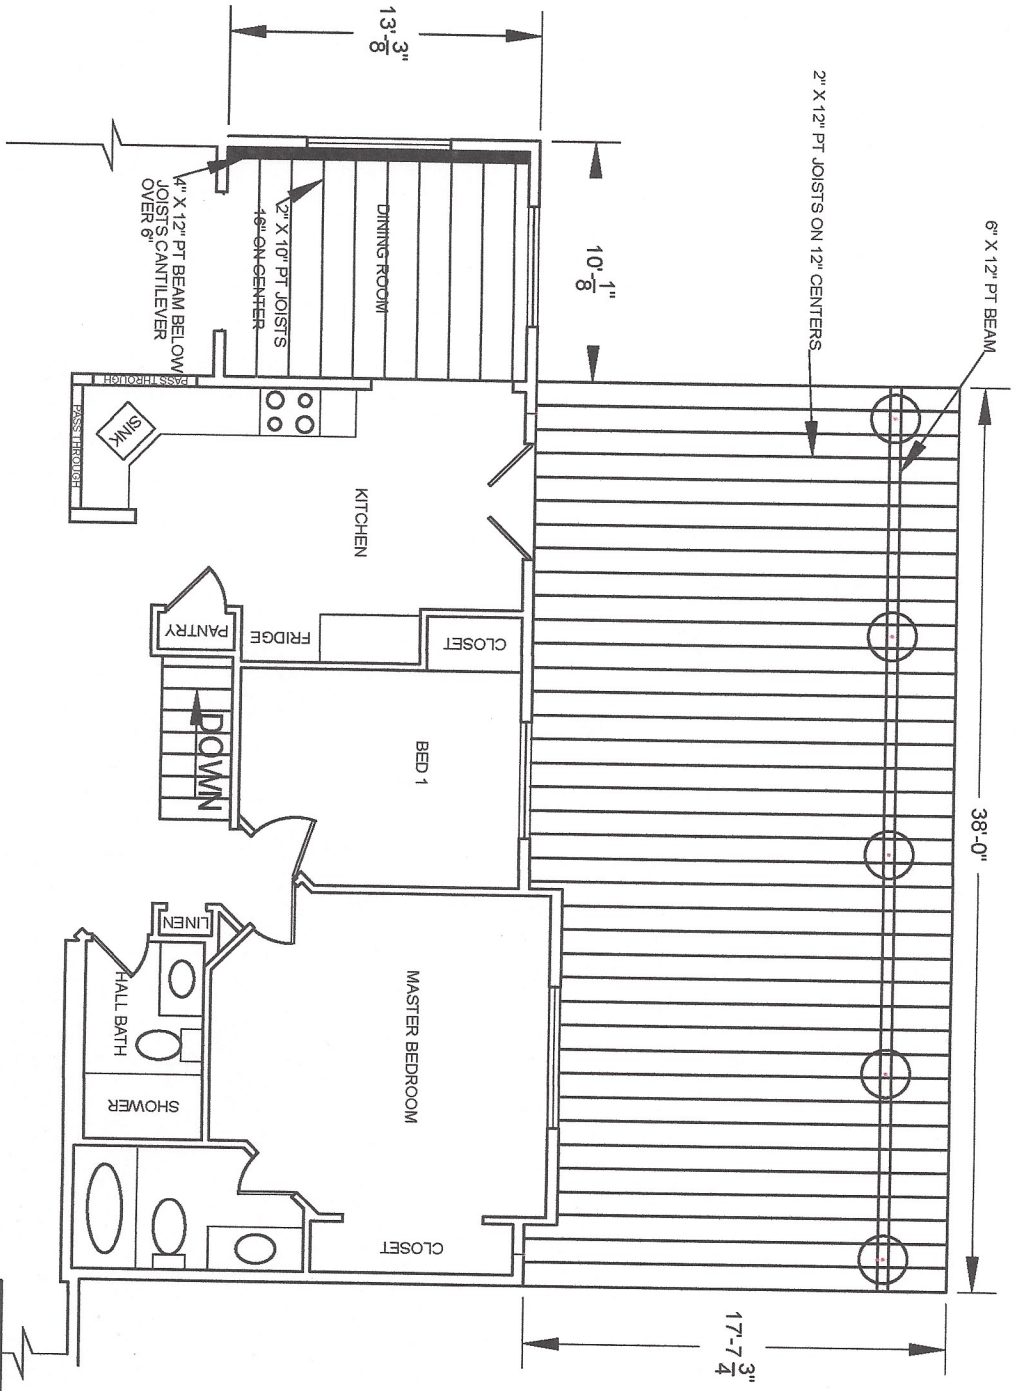 6" X 12" PT BEAM
2" X 12" PT JOISTS ON 12" CENTERS
38'-0"
17'-7 3/4"
10'-1/8"
13'-3/8"
DINING ROOM
2" X 10" PT JOISTS
16" ON CENTER
4" X 12" PT BEAM BELOW
JOISTS CANTILEVER
OVER 6"
PASS THROUGH
PASS THROUGH
SINK
KITCHEN
PANTRY
FRIDGE
CLOSET
DOWN
BED 1
LINEN
HALL BATH
SHOWER
MASTER BEDROOM
CLOSET